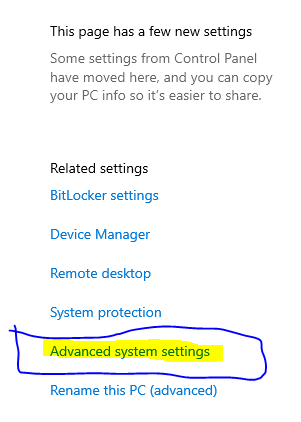 This page has a few new settings
Some settings from Control Panel
have moved here, and you can copy
your PC info so it's easier to share.
Related settings
BitLocker settings
Device Manager
Remote desktop
System protection
Advanced system settings
Rename this PC (advanced)